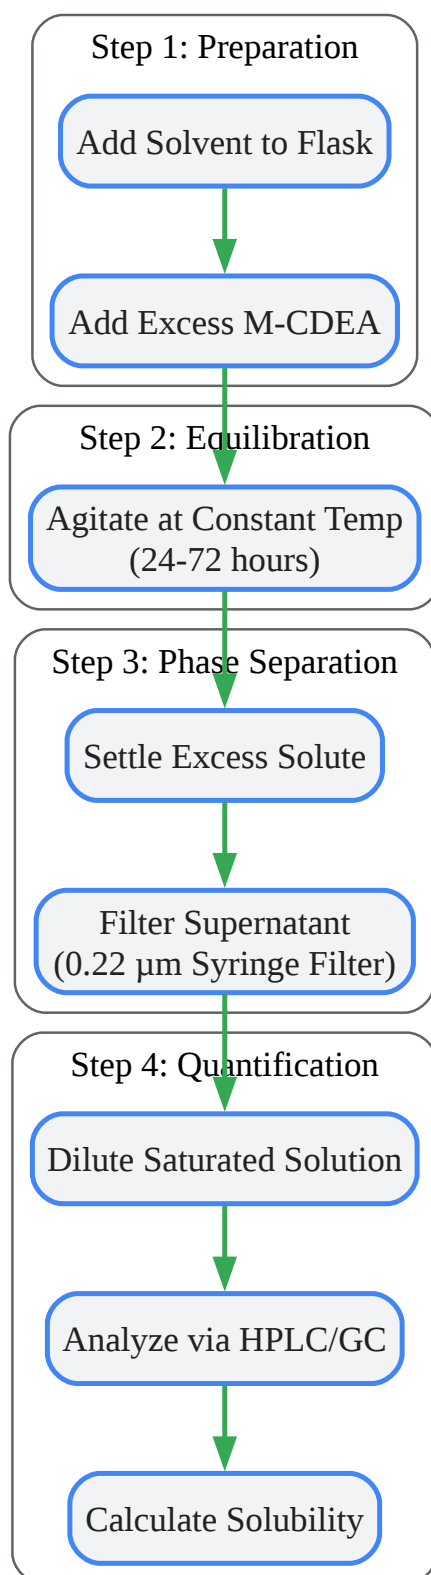 Step 1: Preparation
Add Solvent to Flask
Add Excess M-CDEA
Step 2: Equilibration
Agitate at Constant Temp
(24-72 hours)
Step 3: Phase Separation
Settle Excess Solute
Filter Supernatant
(0.22 µm Syringe Filter)
Step 4: Quantification
Dilute Saturated Solution
Analyze via HPLC/GC
Calculate Solubility